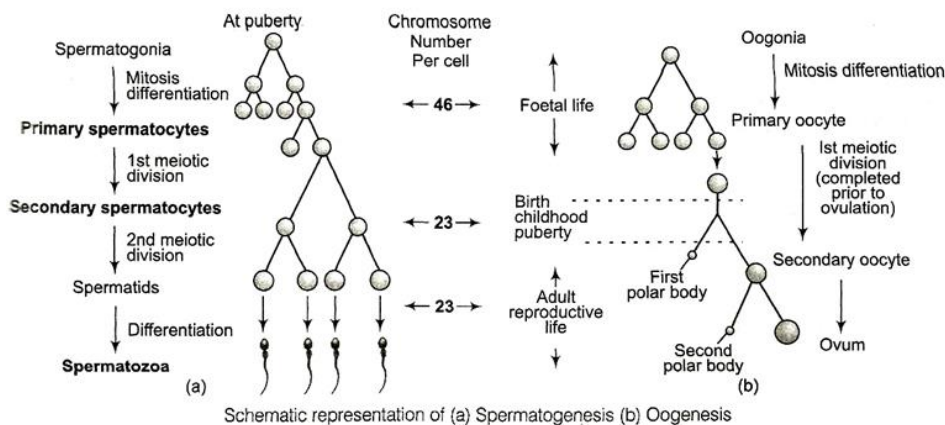 At puberty
Spermatogonia
Mitosis
differentiation
Primary spermatocytes
1st meiotic
division
Secondary spermatocytes
2nd meiotic
division
Spermatids
Differentiation
Spermatozoa
(a)
Chromosome
Number
Per cell
46
23
23
Foetal life
Birth
childhood
puberty
Adult
reproductive
life
Oogonia
Mitosis differentiation
Primary oocyte
Ist meiotic
division
(completed
prior to
ovulation)
Secondary oocyte
First
polar body
Second
polar body
Ovum
(b)
Schematic representation of (a) Spermatogenesis (b) Oogenesis